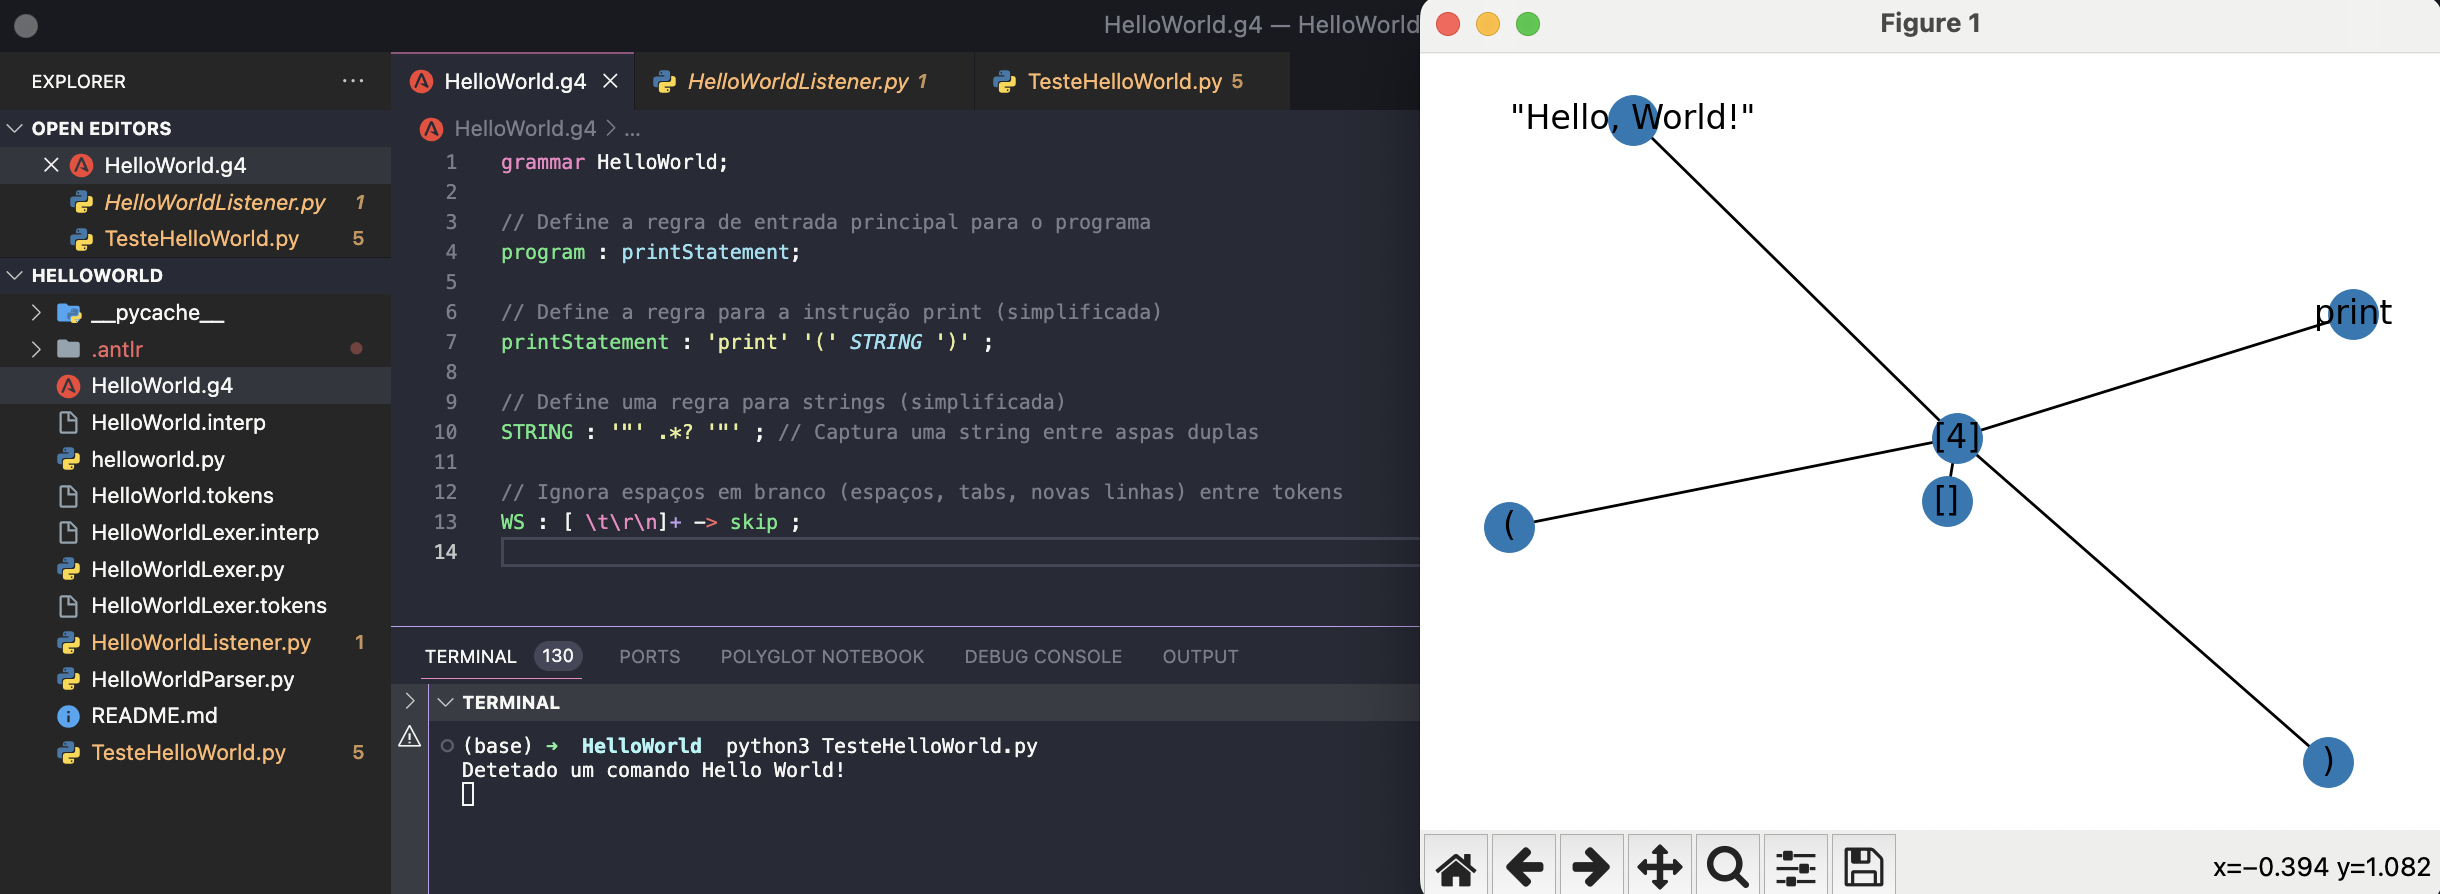 HelloWorld.g4 — HelloWorld
EXPLORER
OPEN EDITORS
HelloWorld.g4
HelloWorldListener.py 1
TesteHelloWorld.py 5
HELLOWORLD
__pycache__
.antlr
HelloWorld.g4
HelloWorld.interp
helloworld.py
HelloWorld.tokens
HelloWorldLexer.interp
HelloWorldLexer.py
HelloWorldLexer.tokens
HelloWorldListener.py 1
HelloWorldParser.py
README.md
TesteHelloWorld.py 5
HelloWorld.g4 HelloWorldListener.py 1 TesteHelloWorld.py 5
HelloWorld.g4 > ...
1 grammar HelloWorld;
2
3 // Define a regra de entrada principal para o programa
4 program : printStatement;
5
6 // Define a regra para a instrução print (simplificada)
7 printStatement : 'print' '(' STRING ')' ;
8
9 // Define uma regra para strings (simplificada)
10 STRING : '"' .*? '"' ; // Captura uma string entre aspas duplas
11
12 // Ignora espaços em branco (espaços, tabs, novas linhas) entre tokens
13 WS : [ \t\r\n]+ -> skip ;
14
TERMINAL 130 PORTS POLYGLOT NOTEBOOK DEBUG CONSOLE OUTPUT
TERMINAL
(base) → HelloWorld python3 TesteHelloWorld.py
Detetado um comando Hello World!
Figure 1
"Hello, World!"
print
[4]
[]
(
)
x=−0.394 y=1.082